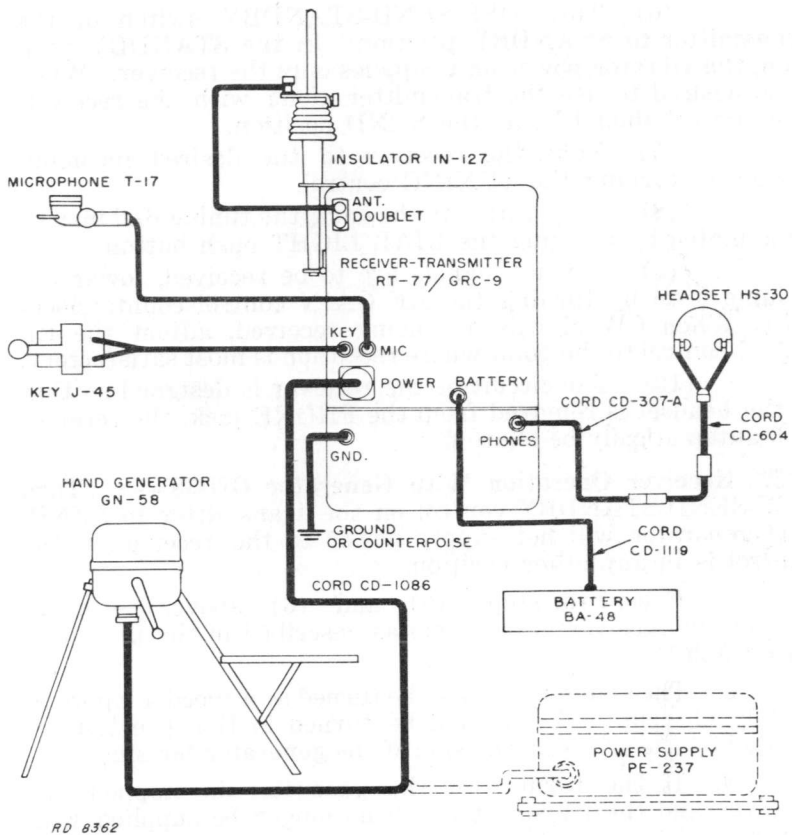 INSULATOR IN-127
MICROPHONE T-17
ANT.
DOUBLET
RECEIVER-TRANSMITTER
RT-77/GRC-9
HEADSET HS-30
KEY
MIC
KEY J-45
POWER
BATTERY
CORD CD-307-A
CORD
CD-604
PHONES
GND.
HAND GENERATOR
GN-58
GROUND
OR COUNTERPOISE
CORD
CD-1119
CORD CD-1086
BATTERY
BA-48
POWER SUPPLY
PE-237
RD 8362